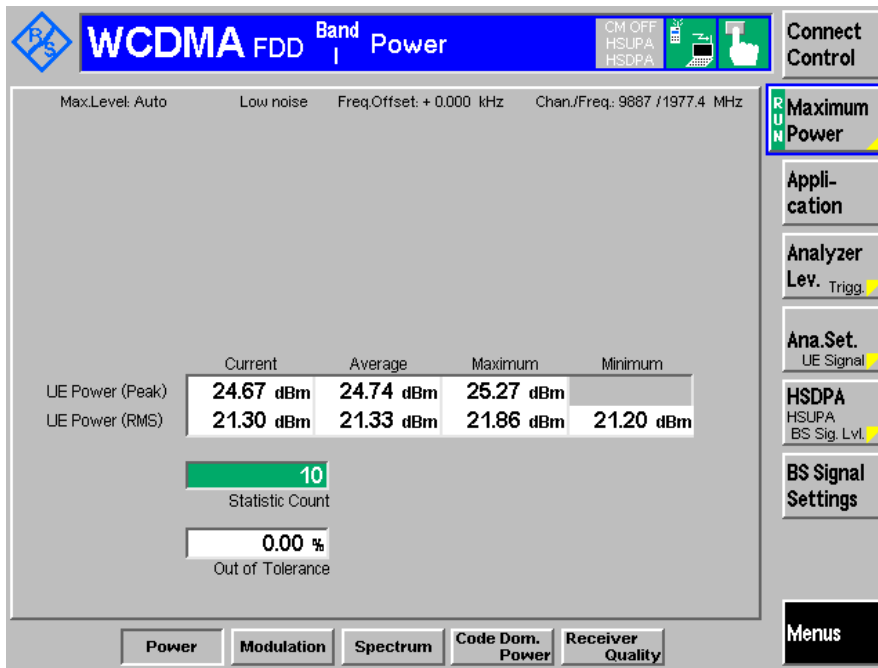 R/S
WCDMA FDD Band I Power
CM OFF
HSUPA
HSDPA
Connect
Control
Max.Level: Auto Low noise Freq.Offset: + 0.000 kHz Chan./Freq.: 9887 /1977.4 MHz
RUN
Maximum
Power
Appli-
cation
Analyzer
Lev. Trigg.
Ana.Set.
UE Signal
HSDPA
HSUPA
BS Sig. Lvl.
BS Signal
Settings
Current Average Maximum Minimum
UE Power (Peak) 24.67 dBm 24.74 dBm 25.27 dBm
UE Power (RMS) 21.30 dBm 21.33 dBm 21.86 dBm 21.20 dBm
10
Statistic Count
0.00 %
Out of Tolerance
Power Modulation Spectrum Code Dom. Power Receiver Quality
Menus